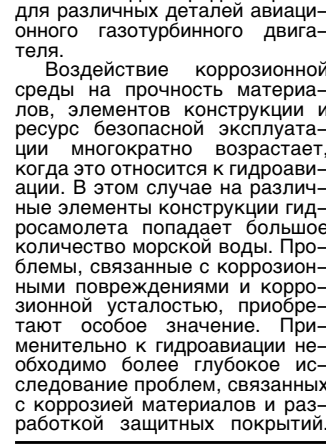 для различных деталей авиаци-
онного газотурбинного двига-
теля.
Воздействие коррозионной
среды на прочность материа-
лов, элементов конструкции и
ресурс безопасной эксплуата-
ции многократно возрастает,
когда это относится к гидроави-
ации. В этом случае на различ-
ные элементы конструкции гид-
росамолета попадает большое
количество морской воды. Про-
блемы, связанные с коррозион-
ными повреждениями и корро-
зионной усталостью, приобре-
тают особое значение. При-
менительно к гидроавиации не-
обходимо более глубокое ис-
следование проблем, связанных
с коррозией материалов и раз-
работкой защитных покрытий.